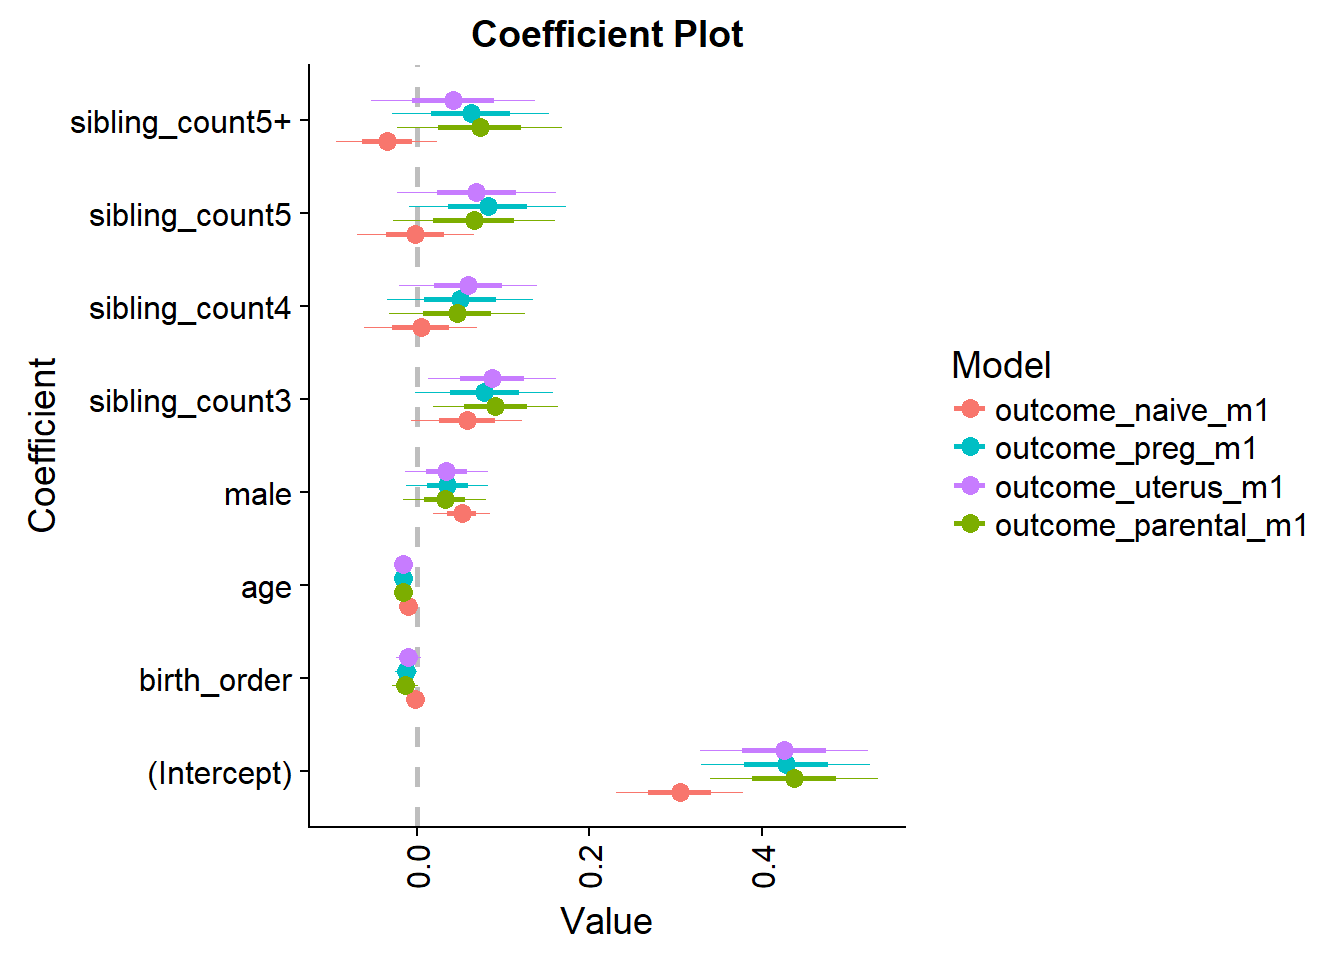 Coefficient Plot
sibling_count5+
sibling_count5
sibling_count4
sibling_count3
male
age
birth_order
(Intercept)
Coefficient
0.0
0.2
0.4
Value
Model
outcome_naive_m1
outcome_preg_m1
outcome_uterus_m1
outcome_parental_m1